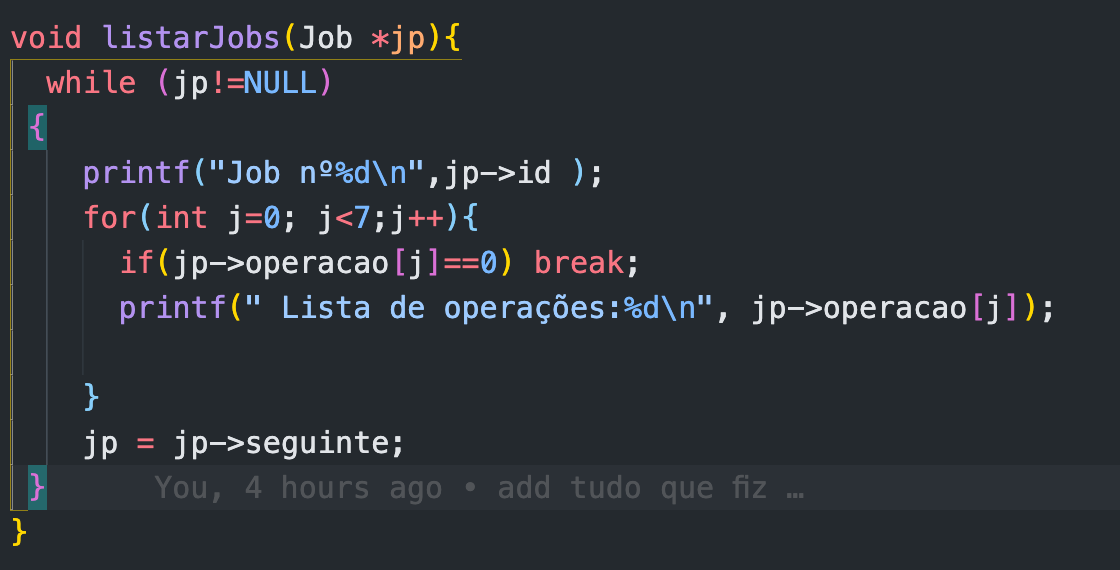 void listarJobs(Job *jp){
while (jp!=NULL)
{
printf("Job nº%d\n",jp->id );
for(int j=0; j<7;j++){
if(jp->operacao[j]==0) break;
printf(" Lista de operações:%d\n", jp->operacao[j]);
}
jp = jp->seguinte;
} You, 4 hours ago • add tudo que fiz …
}